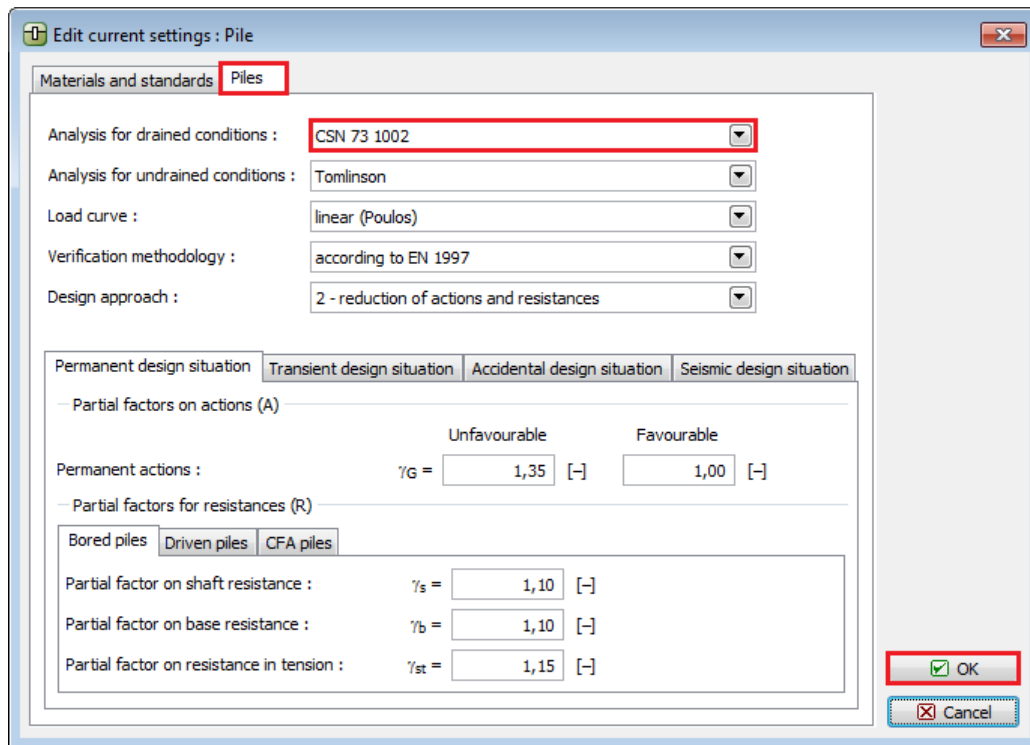 Edit current settings : Pile
Materials and standards Piles
Analysis for drained conditions : CSN 73 1002
Analysis for undrained conditions : Tomlinson
Load curve : linear (Poulos)
Verification methodology : according to EN 1997
Design approach : 2 - reduction of actions and resistances
Permanent design situation Transient design situation Accidental design situation Seismic design situation
Partial factors on actions (A)
Unfavourable Favourable
Permanent actions : γG = 1,35 [–] 1,00 [–]
Partial factors for resistances (R)
Bored piles Driven piles CFA piles
Partial factor on shaft resistance : γs = 1,10 [–]
Partial factor on base resistance : γb = 1,10 [–]
Partial factor on resistance in tension : γst = 1,15 [–]
OK
Cancel